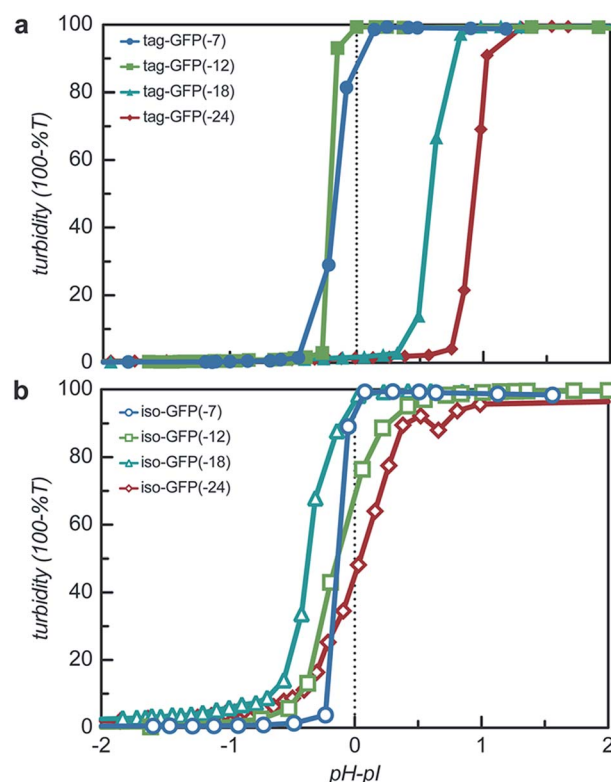 a
100
80
60
40
20
0
turbidity (100-%T)
tag-GFP(-7)
tag-GFP(-12)
tag-GFP(-18)
tag-GFP(-24)
b
100
80
60
40
20
0
turbidity (100-%T)
iso-GFP(-7)
iso-GFP(-12)
iso-GFP(-18)
iso-GFP(-24)
-2 -1 0 1 2
pH-pI